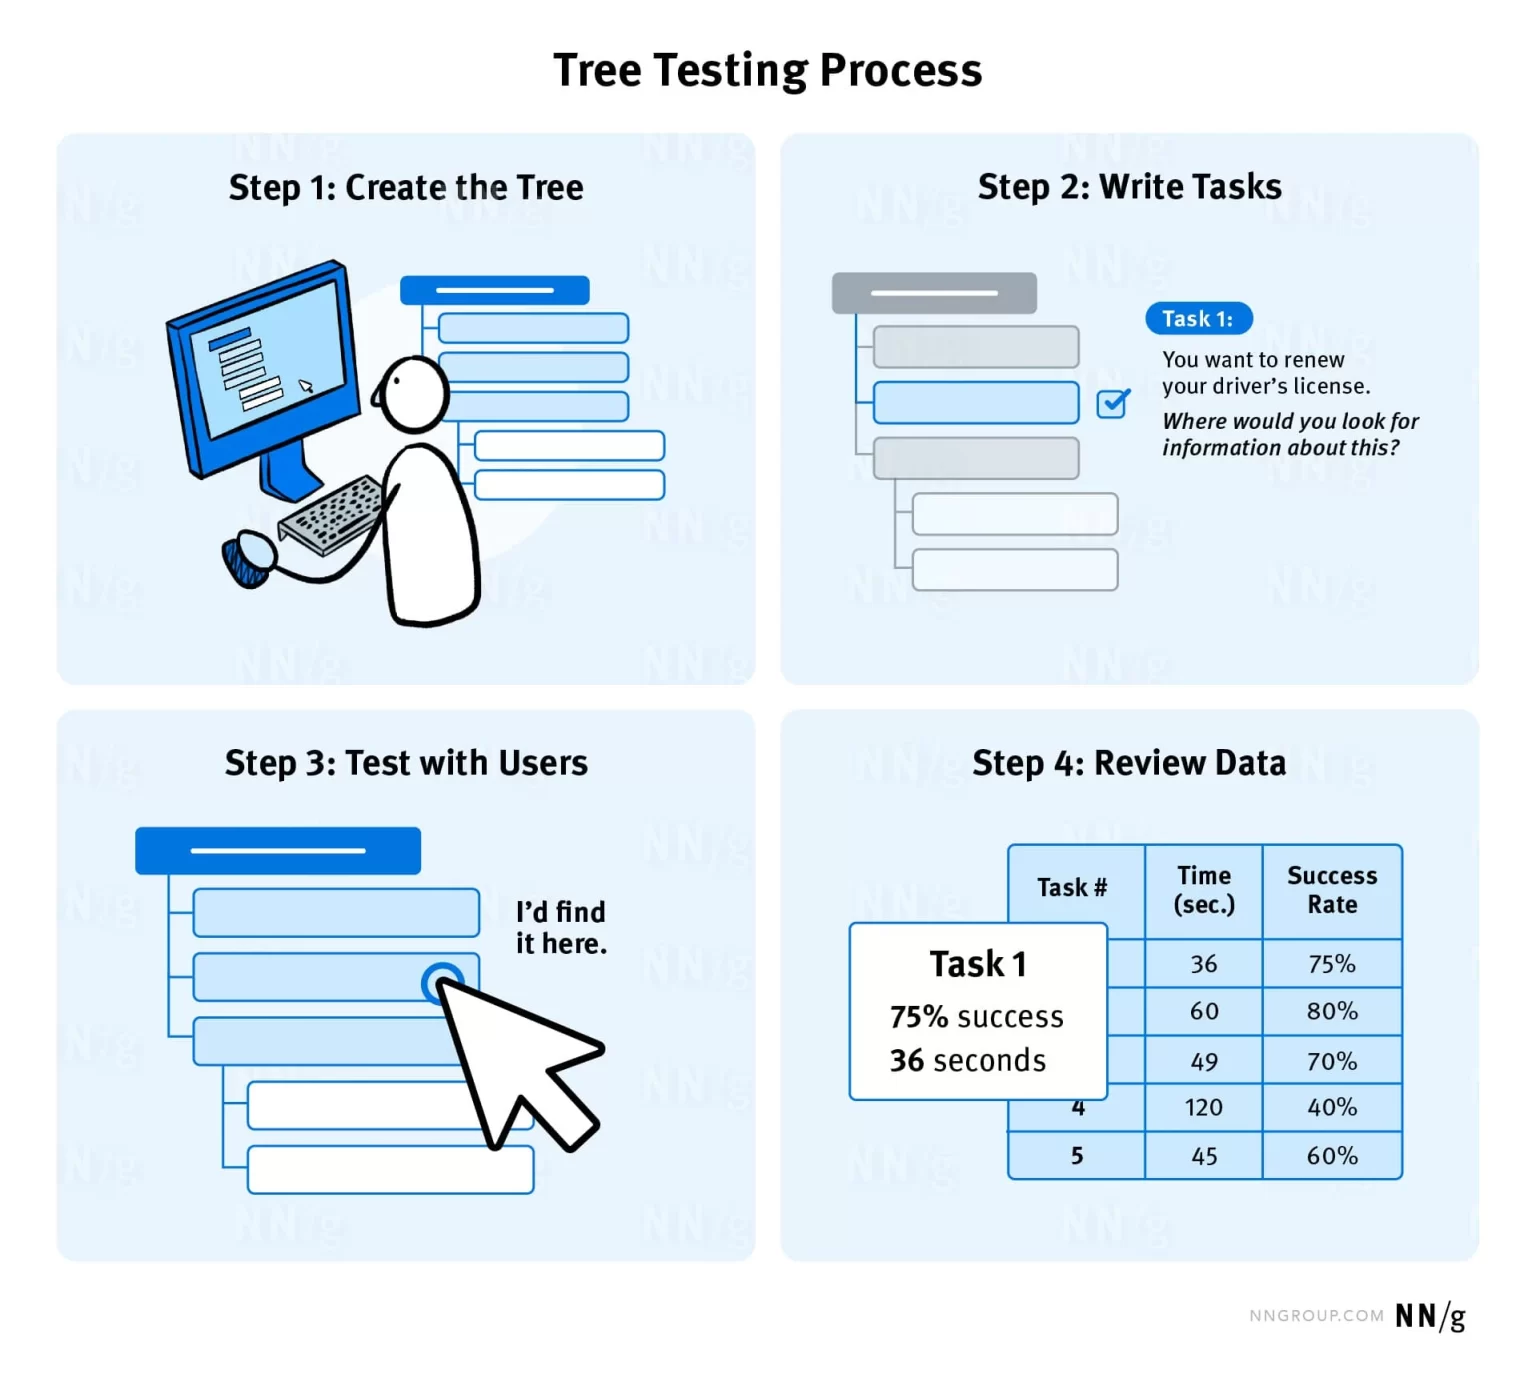 Tree Testing Process
Step 1: Create the Tree
Step 2: Write Tasks
Task 1:
You want to renew
your driver's license.
Where would you look for
information about this?
Step 3: Test with Users
I'd find
it here.
Step 4: Review Data
Task #
Time
(sec.)
Success
Rate
Task 1
75% success
36 seconds
36 75%
60 80%
49 70%
4 120 40%
5 45 60%
NNGROUP.COM NN/g